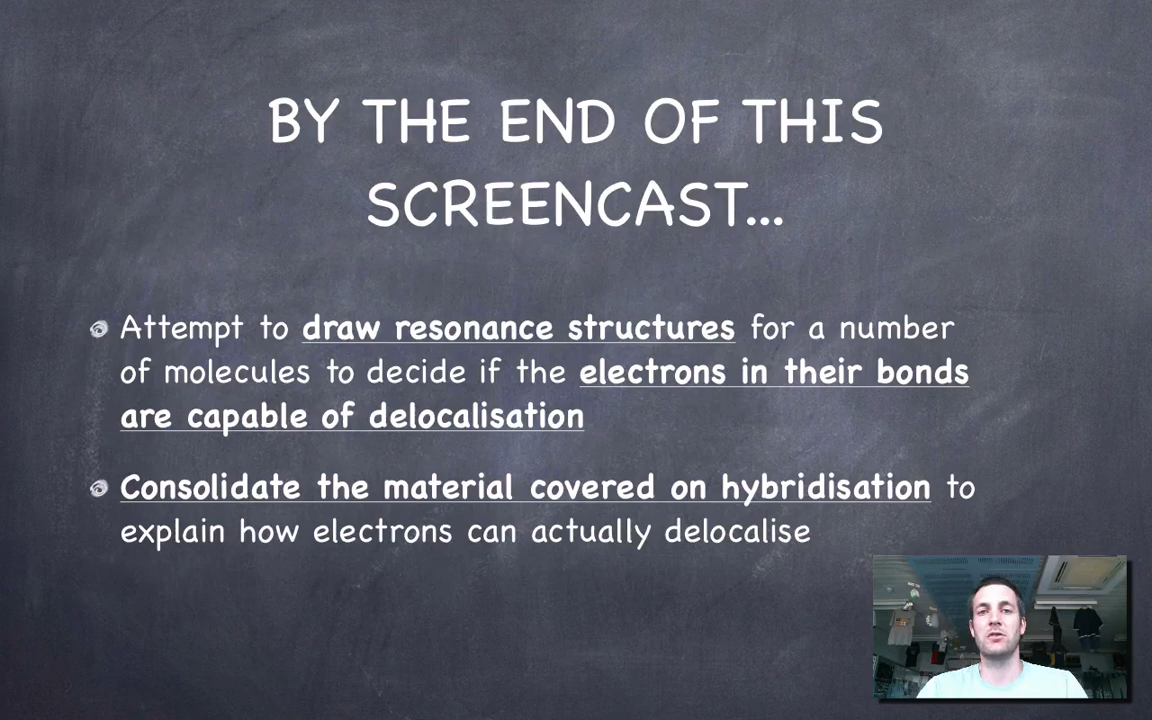 BY THE END OF THIS
SCREENCAST...
Attempt to draw resonance structures for a number
of molecules to decide if the electrons in their bonds
are capable of delocalisation
Consolidate the material covered on hybridisation to
explain how electrons can actually delocalise